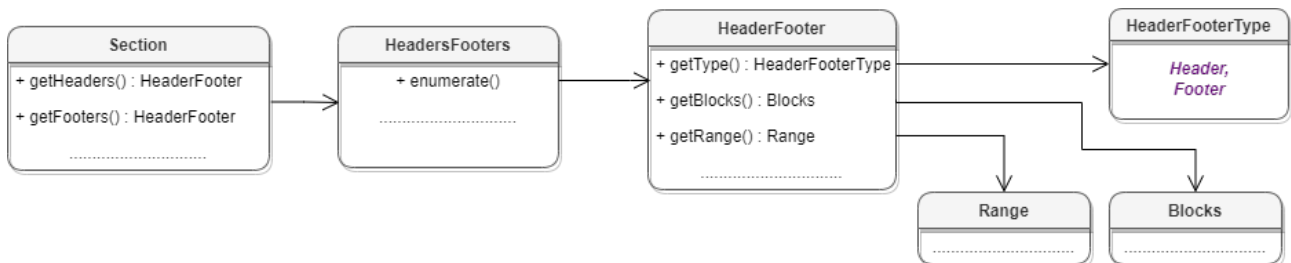 Section
+ getHeaders() : HeaderFooter
+ getFooters() : HeaderFooter
HeadersFooters
+ enumerate()
HeaderFooter
+ getType() : HeaderFooterType
+ getBlocks() : Blocks
+ getRange() : Range
HeaderFooterType
Header,
Footer
Range
Blocks